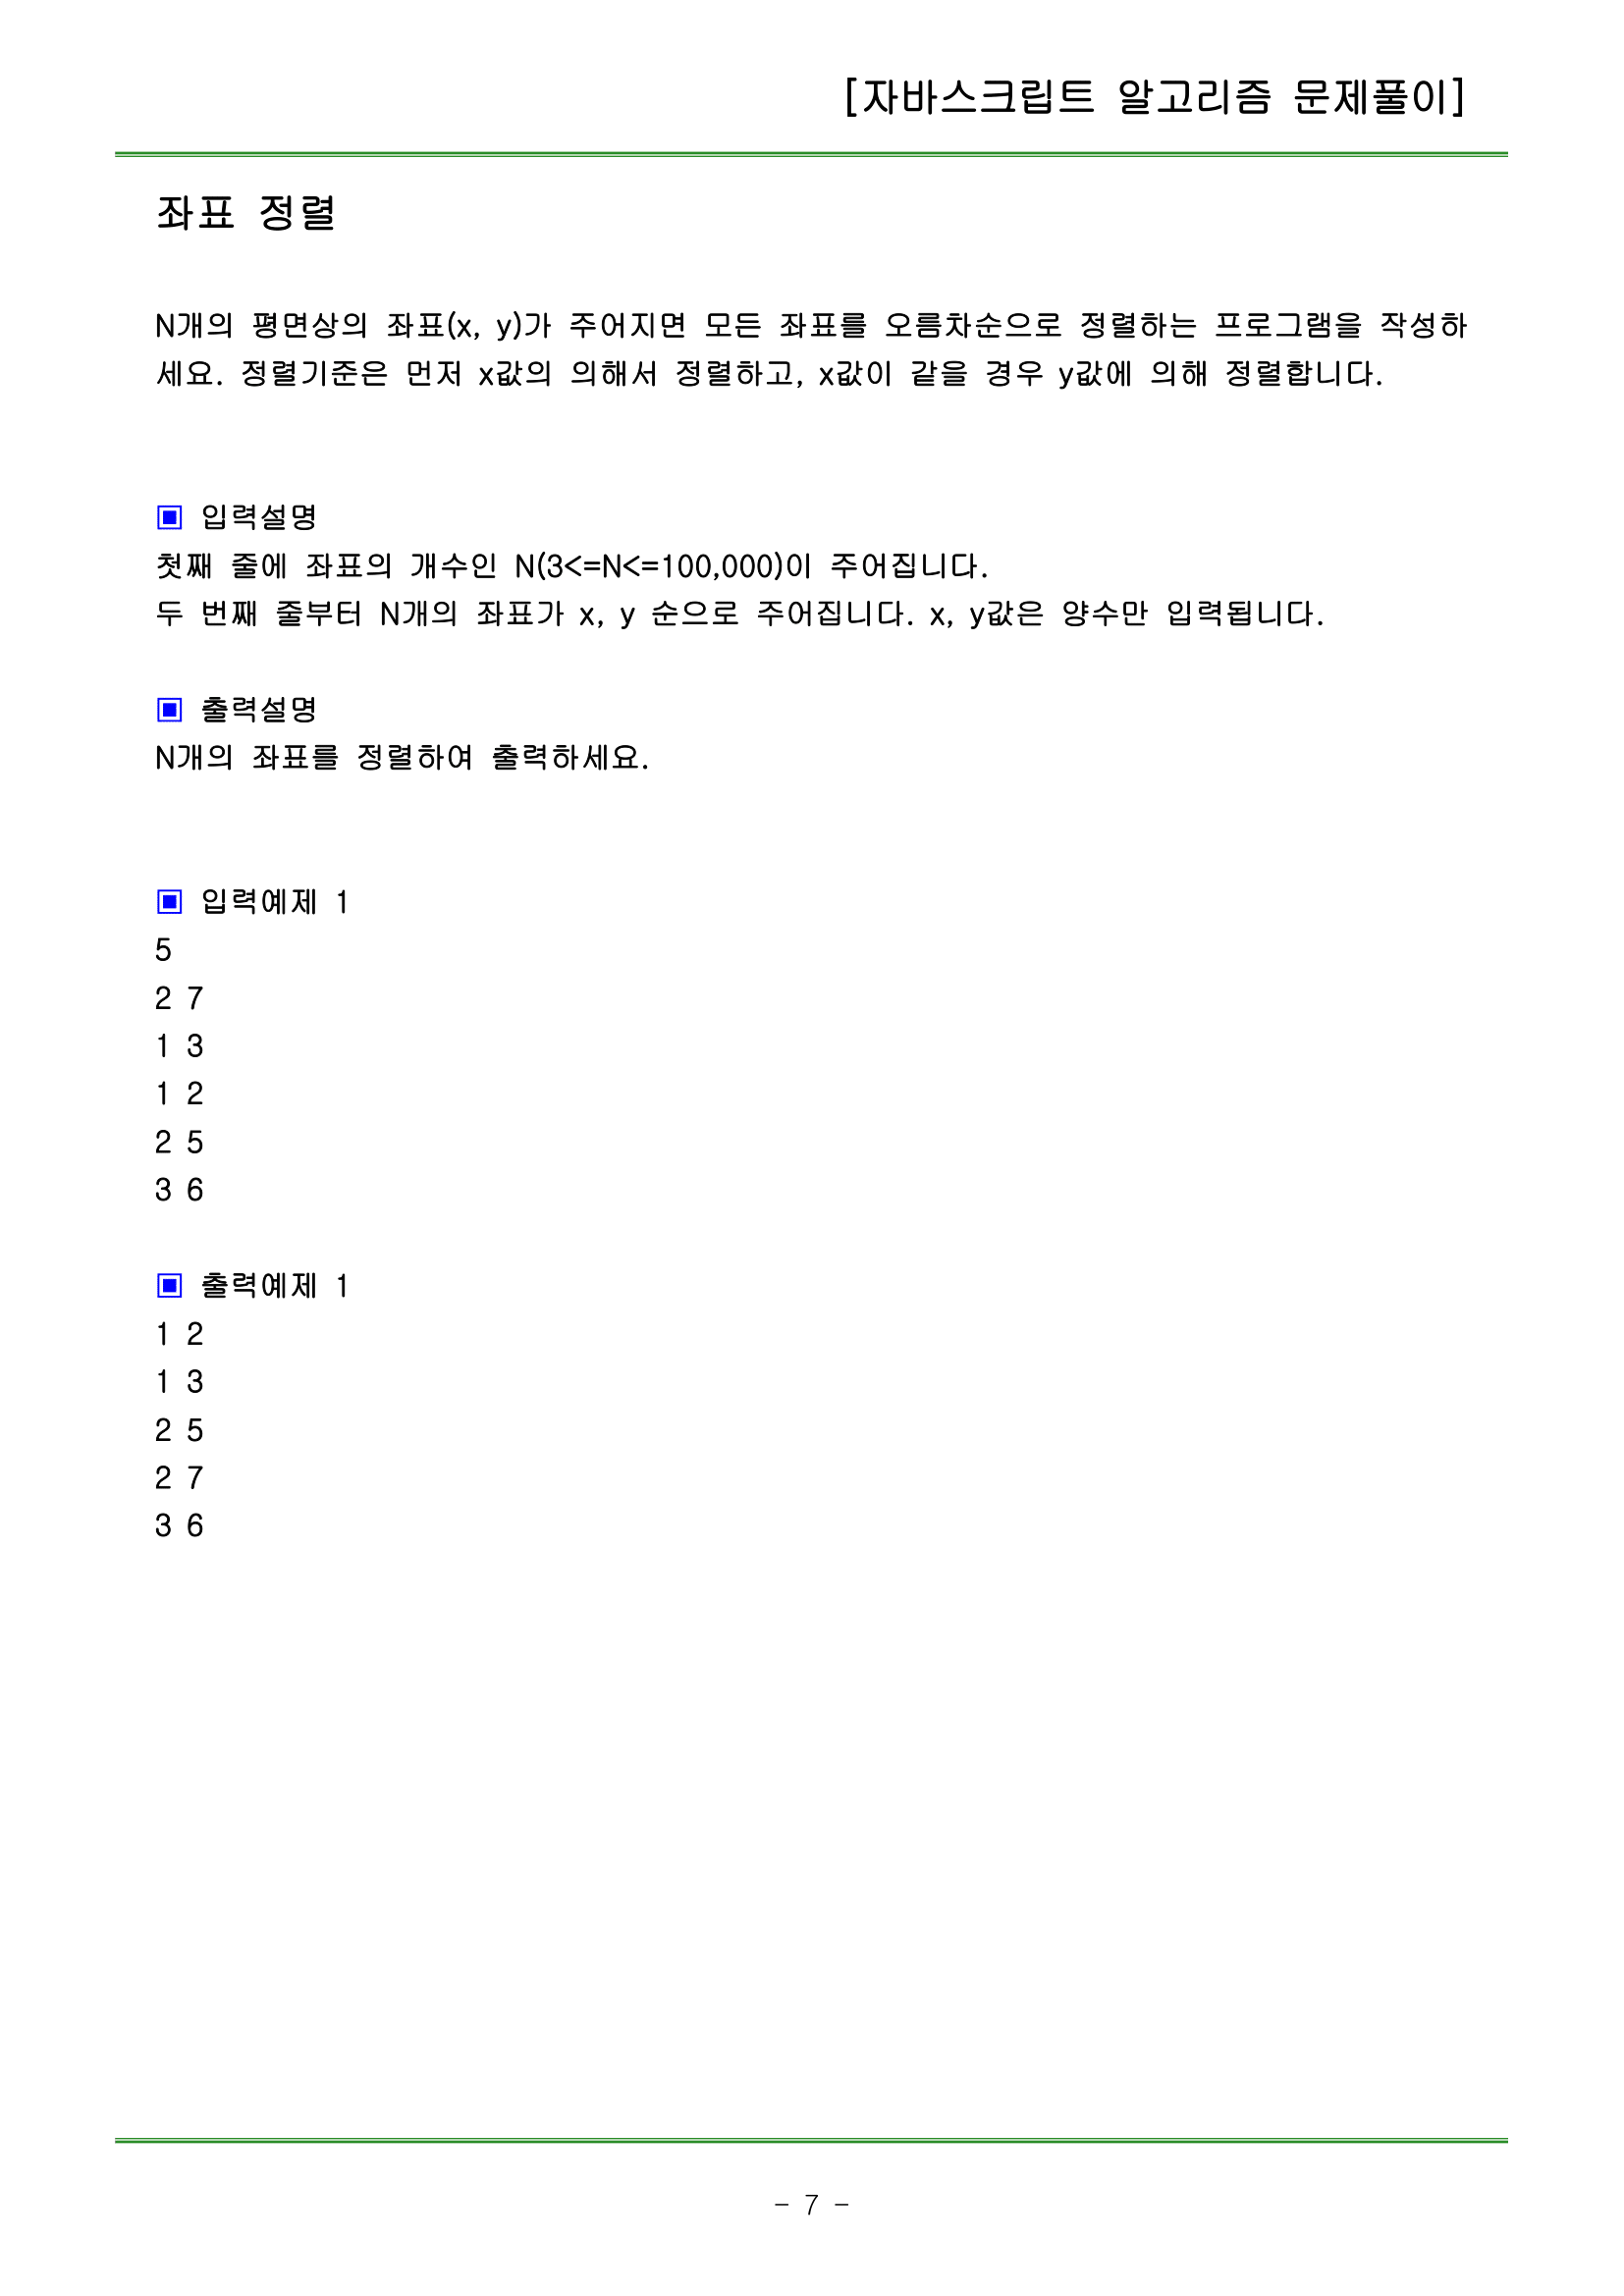 [자바스크립트 알고리즘 문제풀이]
좌표 정렬
N개의 평면상의 좌표(x, y)가 주어지면 모든 좌표를 오름차순으로 정렬하는 프로그램을 작성하
세요. 정렬기준은 먼저 x값의 의해서 정렬하고, x값이 같을 경우 y값에 의해 정렬합니다.
▣ 입력설명
첫째 줄에 좌표의 개수인 N(3<=N<=100,000)이 주어집니다.
두 번째 줄부터 N개의 좌표가 x, y 순으로 주어집니다. x, y값은 양수만 입력됩니다.
▣ 출력설명
N개의 좌표를 정렬하여 출력하세요.
▣ 입력예제 1
5
2 7
1 3
1 2
2 5
3 6
▣ 출력예제 1
1 2
1 3
2 5
2 7
3 6
- 7 -